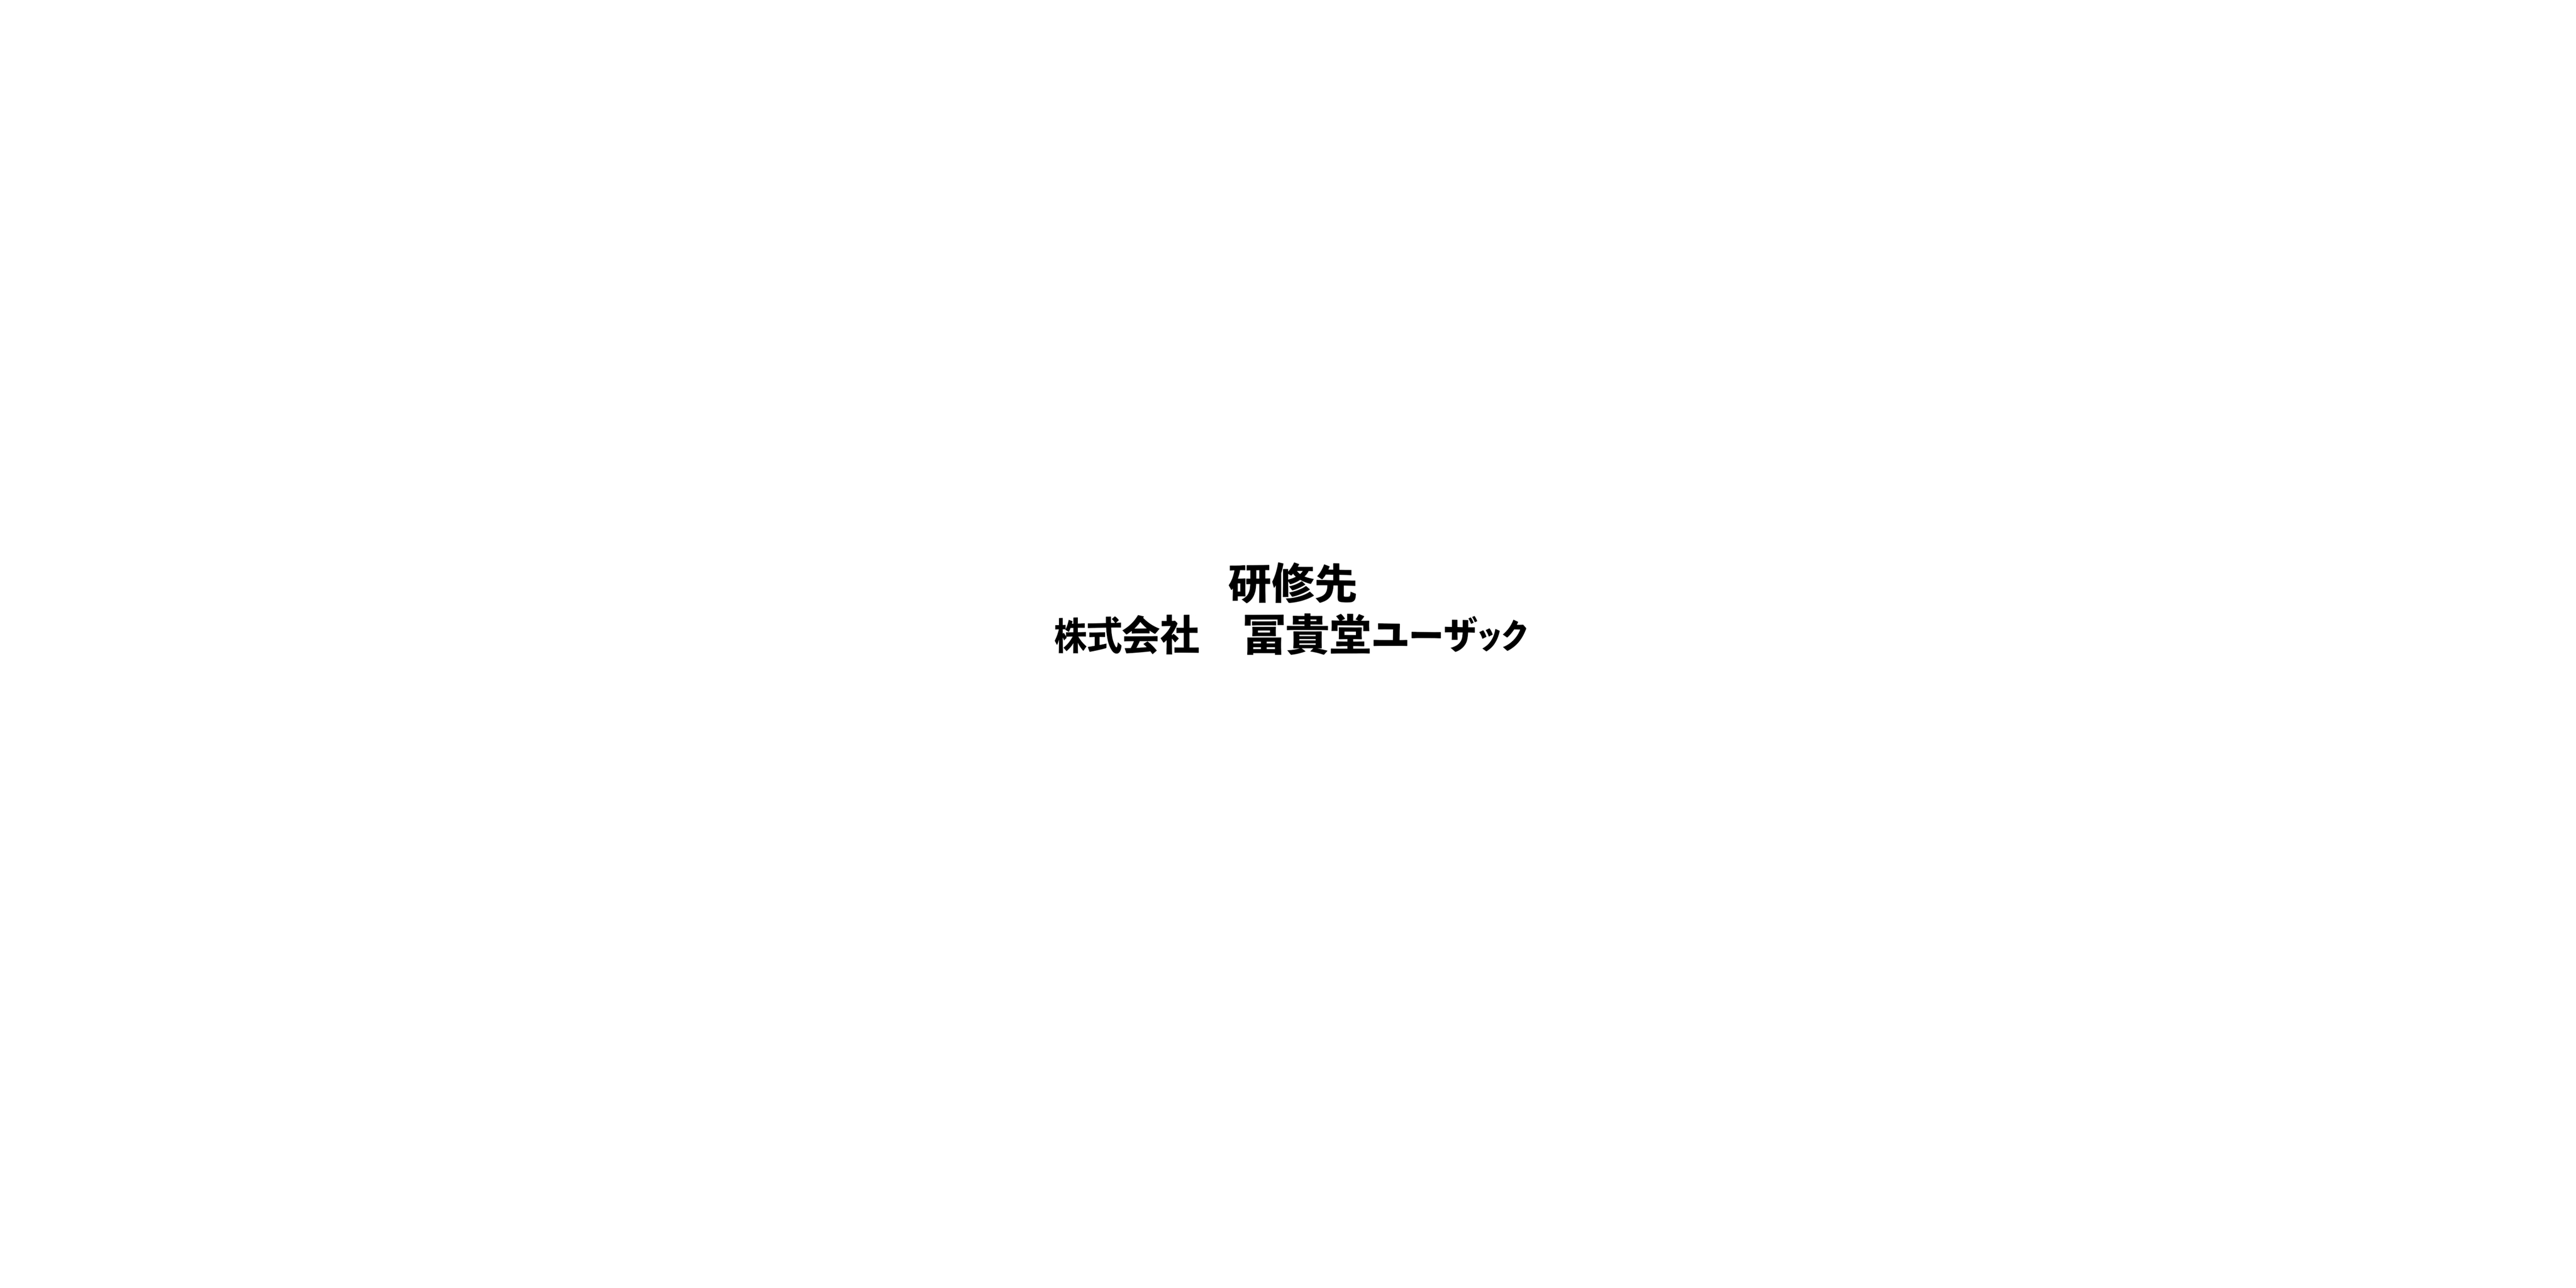 研修先
株式会社　冨貴堂ユーザック